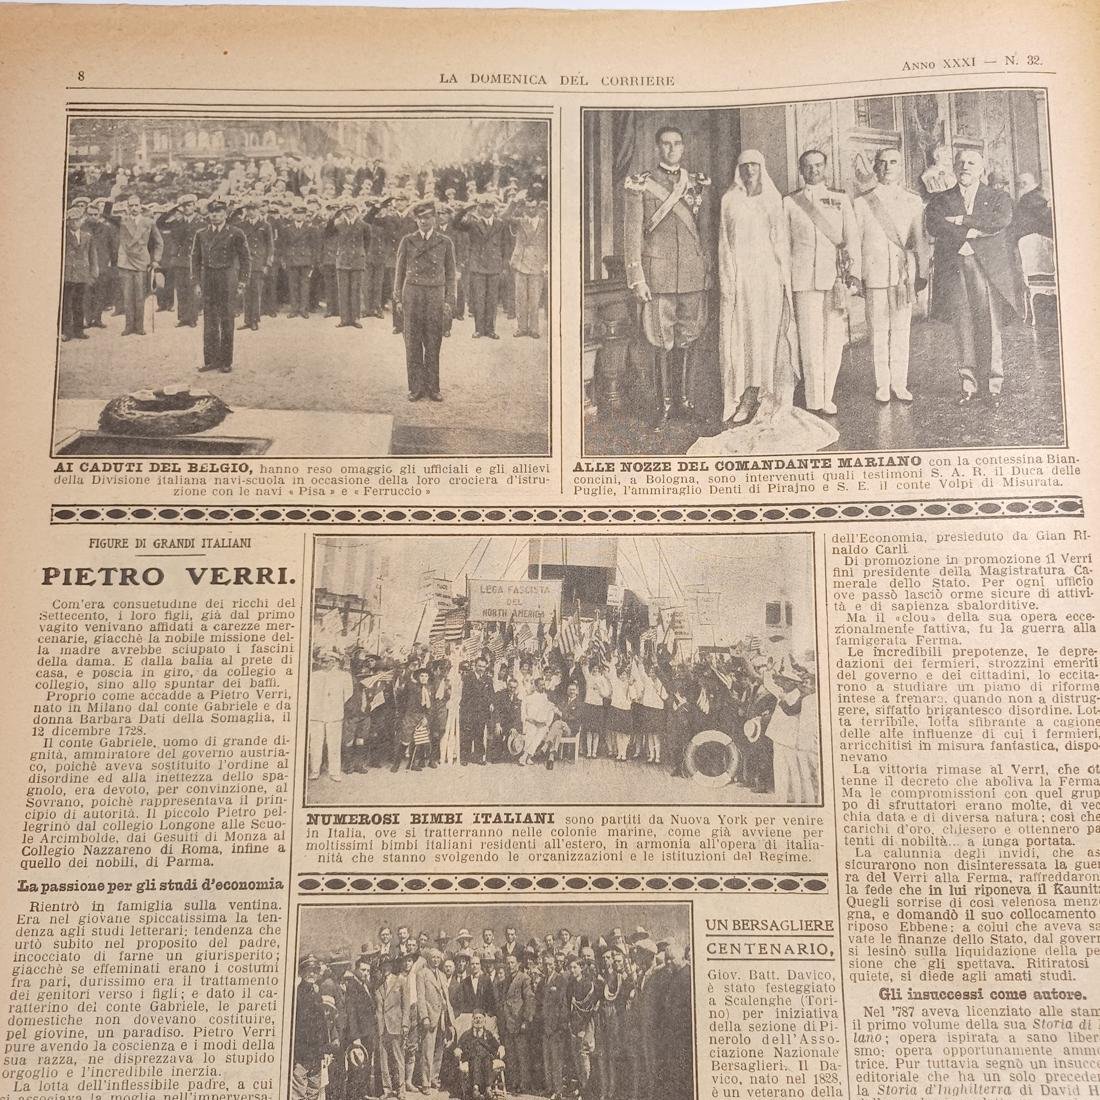 8
LA DOMENICA DEL CORRIERE
ANNO XXXI — N. 32.
AI CADUTI DEL BELGIO, hanno reso omaggio gli ufficiali e gli allievi
della Divisione italiana navi-scuola in occasione della loro crociera d'istru-
zione con le navi « Pisa » e « Ferruccio »
ALLE NOZZE DEL COMANDANTE MARIANO con la contessina Bian-
concini, a Bologna, sono intervenuti quali testimoni S. A. R. il Duca delle
Puglie, l'ammiraglio Denti di Pirajno e S. E. il conte Volpi di Misurata.
FIGURE DI GRANDI ITALIANI
PIETRO VERRI.
Com'era consuetudine dei ricchi del
Settecento, i loro figli, già dal primo
vagito venivano affidati a carezze mer-
cenarie, giacchè la nobile missione del-
la madre avrebbe sciupato i fascini
della dama. E dalla balia al prete di
casa, e poscia in giro, da collegio a
collegio, sino allo spuntar dei baffi.
Proprio come accadde a Pietro Verri,
nato in Milano dal conte Gabriele e da
donna Barbara Dati della Somaglia, il
12 dicembre 1728.
Il conte Gabriele, uomo di grande di-
gnità, ammiratore del governo austria-
co, poichè aveva sostituito l'ordine al
disordine ed alla inettezza dello spa-
gnolo, era devoto, per convinzione, al
Sovrano, poichè rappresentava il prin-
cipio di autorità. Il piccolo Pietro pel-
legrinò dal collegio Longone alle Scuo-
le Arcimbolde, dai Gesuiti di Monza al
Collegio Nazzareno di Roma, infine a
quello dei nobili, di Parma.
La passione per gli studi d'economia
Rientrò in famiglia sulla ventina.
Era nel giovane spiccatissima la ten-
denza agli studi letterari; tendenza che
urtò subito nel proposito del padre,
incocciato di farne un giurisperito;
giacchè se effeminati erano i costumi
fra pari, durissimo era il trattamento
dei genitori verso i figli; e dato il ca-
ratterino del conte Gabriele, le pareti
domestiche non dovevano costituire,
pel giovine, un paradiso. Pietro Verri
pure avendo la coscienza e i modi della
sua razza, ne disprezzava lo stupido
orgoglio e l'incredibile inerzia.
La lotta dell'inflessibile padre, a cui
associava la moglie nell'imperversa-
LEGA FASCISTA
DEL
NORTH AMERICA
NUMEROSI BIMBI ITALIANI sono partiti da Nuova York per venire
in Italia, ove si tratterranno nelle colonie marine, come già avviene per
moltissimi bimbi italiani residenti all'estero, in armonia all'opera di italia-
nità che stanno svolgendo le organizzazioni e le istituzioni del Regime.
UN BERSAGLIERE
CENTENARIO,
Giov. Batt. Davico,
è stato festeggiato
a Scalenghe (Tori-
no) per iniziativa
della sezione di Pi-
nerolo dell'Asso-
ciazione Nazionale
Bersaglieri. Il Da-
vico, nato nel 1828,
è un veterano della
dell'Economia, presieduto da Gian Ri-
naldo Carli
Di promozione in promozione il Verri
finì presidente della Magistratura Ca-
merale dello Stato. Per ogni ufficio
ove passò lasciò orme sicure di attivi-
tà e di sapienza sbalorditive.
Ma il «clou» della sua opera ecce-
zionalmente fattiva, fu la guerra alla
famigerata Ferma.
Le incredibili prepotenze, le depre-
dazioni dei fermieri, strozzini emeriti
del governo e dei cittadini, lo eccita-
rono a studiare un piano di riforme
intese a frenare, quando non a distrug-
gere, siffatto brigantesco disordine. Lot-
ta terribile, lotta sfibrante a cagione
delle alte influenze di cui i fermieri,
arricchitisi in misura fantastica, dispo-
nevano
La vittoria rimase al Verri, che ot
tenne il decreto che aboliva la Ferma
Ma le compromissioni con quel grup
po di sfruttatori erano molte, di vec
chia data e di diversa natura; così che
carichi d'oro, chiesero e ottennero pa
tenti di nobiltà... a lunga portata.
La calunnia degli invidi, che as
sicurarono non disinteressata la guer
ra del Verri alla Ferma, raffreddaron
la fede che in lui riponeva il Kaunitz
Quegli sorrise di così velenosa menzo
gna, e domandò il suo collocamento
riposo Ebbene: a colui che aveva sa
vate le finanze dello Stato, dal govern
si lesinò sulla liquidazione della pe
sione che gli spettava. Ritiratosi
quiete, si diede agli amati studi.
Gli insuccessi come autore.
Nel '787 aveva licenziato alle stam
il primo volume della sua Storia di
lano; opera ispirata a sano liber
smo; opera opportunamente ammo
trice. Pur tuttavia segnò un insucce
editoriale che ha un solo preceden
la Storia d'Inghilterra di David H